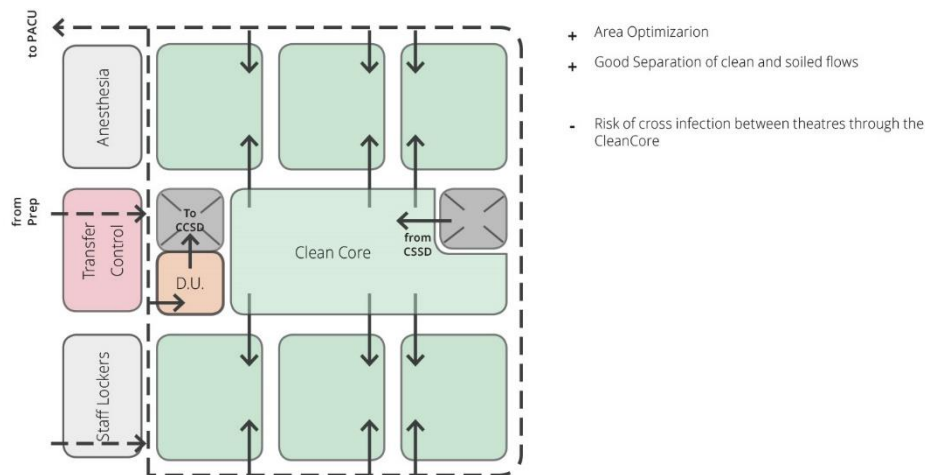 to PACU
Anesthesia
from
Prep
Transfer
Control
Staff Lockers
To
CCSD
D.U.
Clean Core
from
CSSD
+ Area Optimizarion
+ Good Separation of clean and soiled flows
- Risk of cross infection between theatres through the
CleanCore